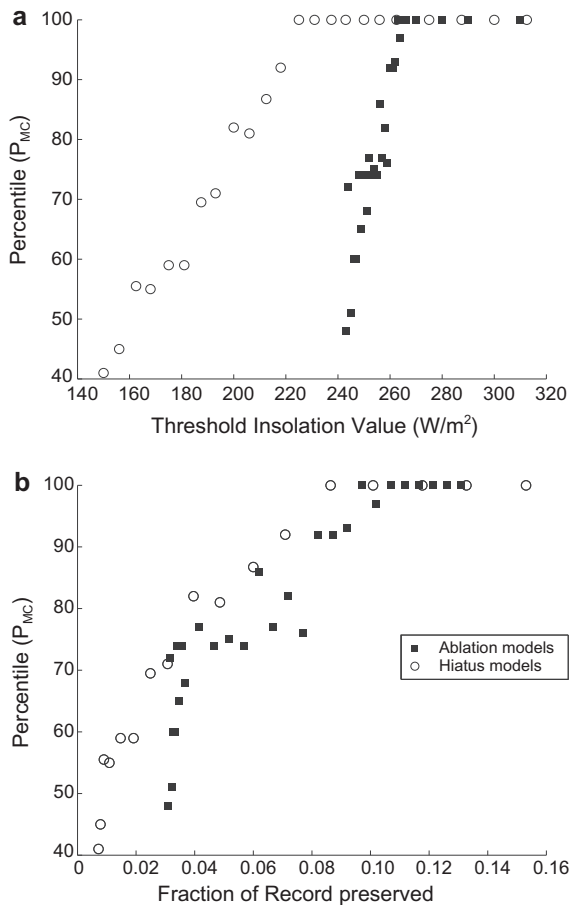 a
100
90
80
70
60
50
40
Percentile (P_MC)
140 160 180 200 220 240 260 280 300 320
Threshold Insolation Value (W/m²)
b
100
90
80
70
60
50
40
Percentile (P_MC)
Ablation models
Hiatus models
0 0.02 0.04 0.06 0.08 0.10 0.12 0.14 0.16
Fraction of Record preserved